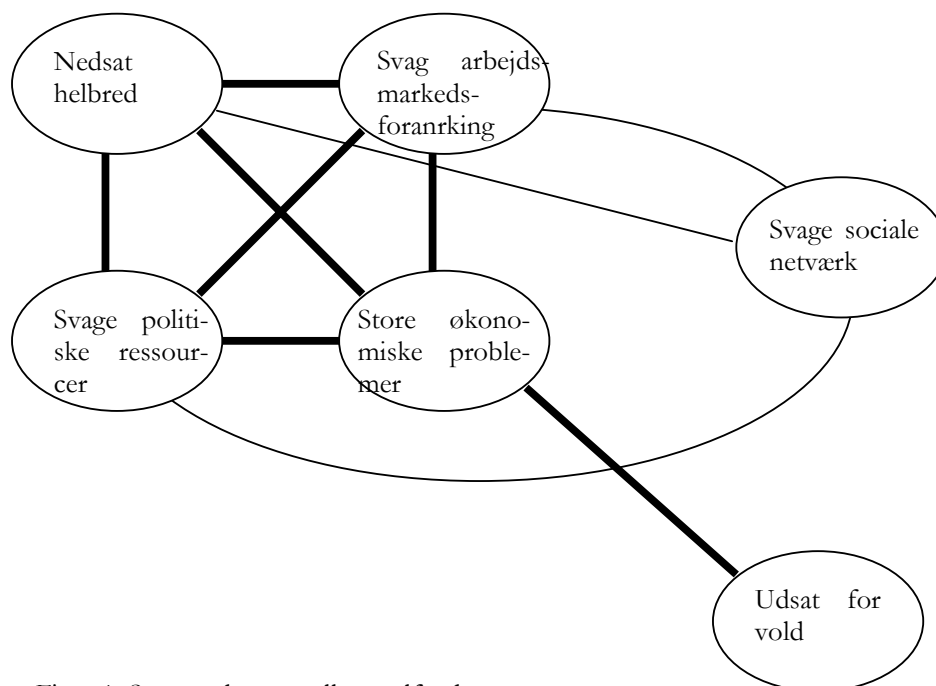 Nedsat
helbred
Svag arbejds-
markeds-
foranrking
Svage sociale
netværk
Svage politi-
ske ressour-
cer
Store økono-
miske proble-
mer
Udsat for
vold